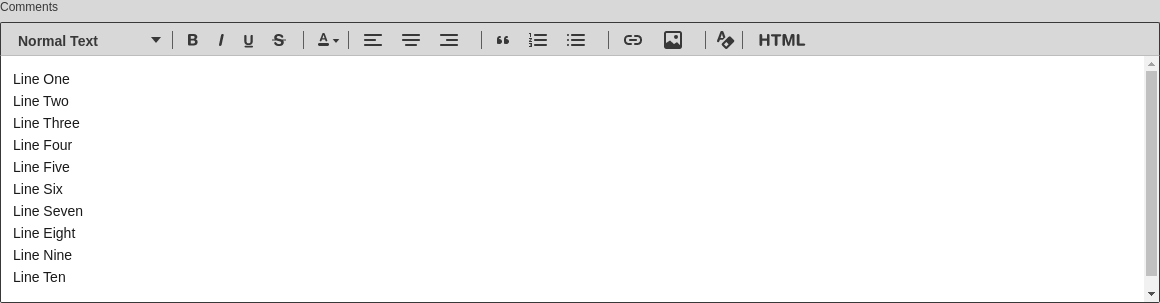 Comments
Normal Text B I U S A A HTML
Line One
Line Two
Line Three
Line Four
Line Five
Line Six
Line Seven
Line Eight
Line Nine
Line Ten